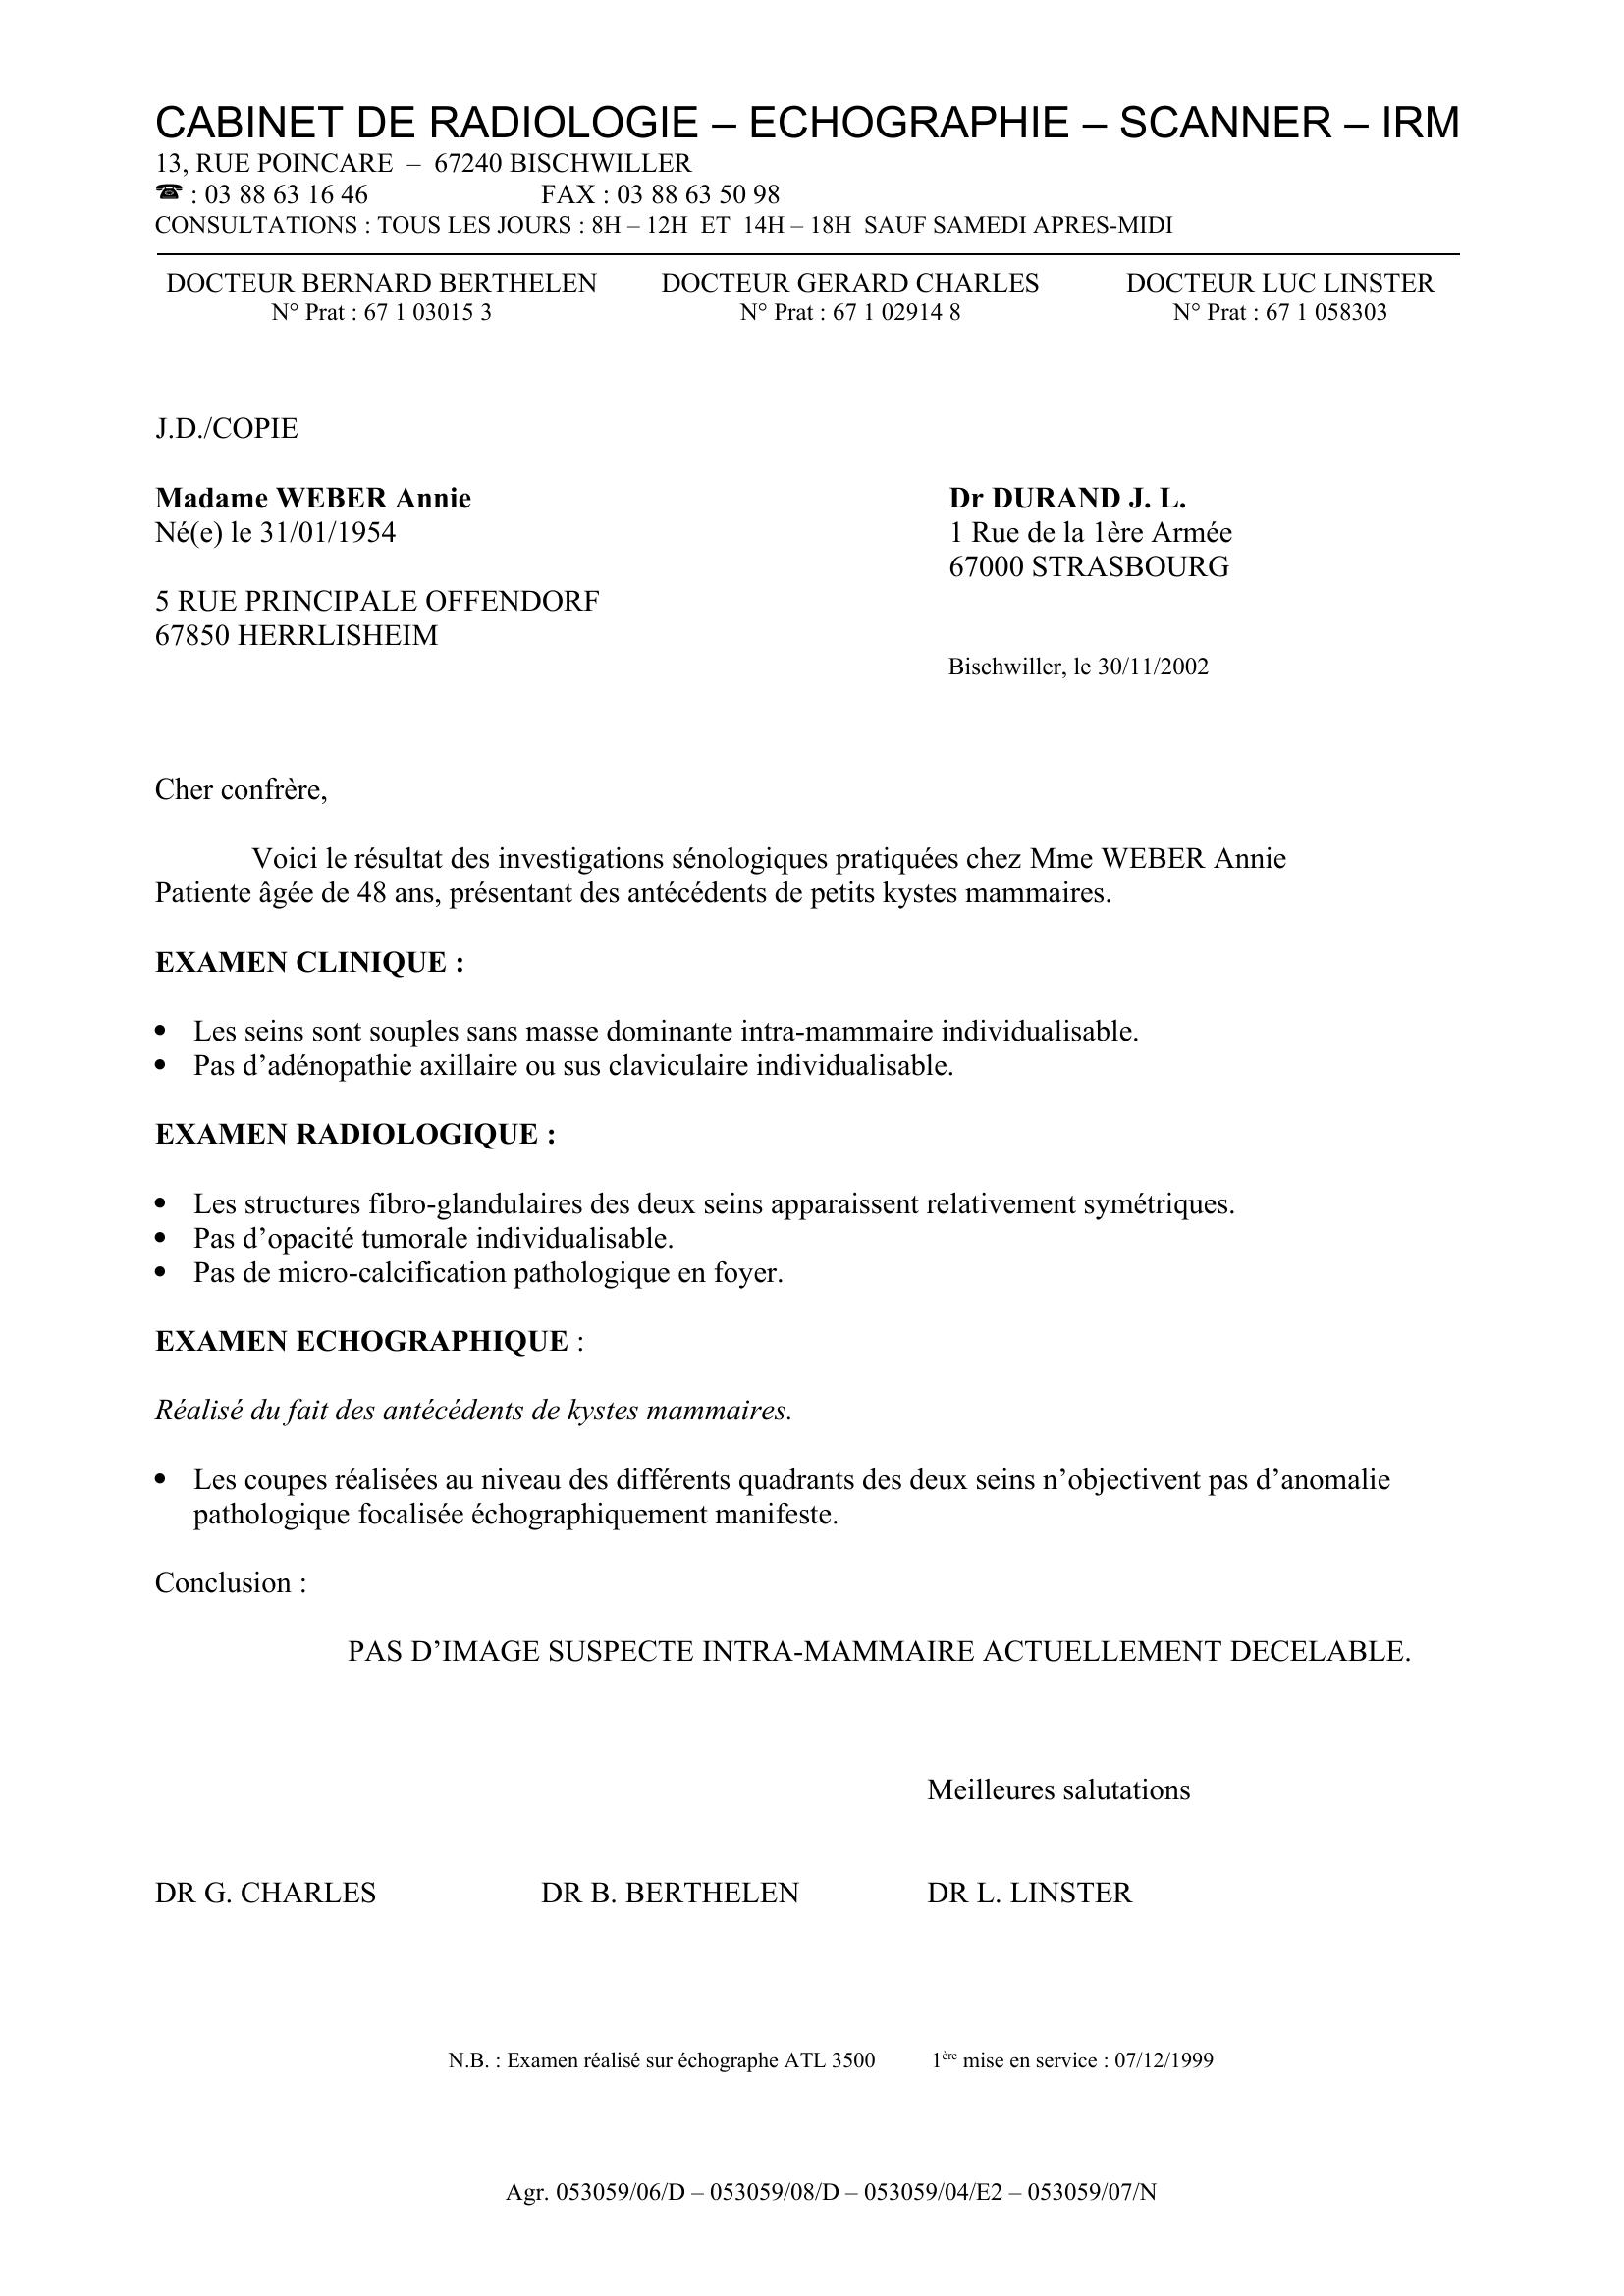 CABINET DE RADIOLOGIE – ECHOGRAPHIE – SCANNER – IRM
13, RUE POINCARE – 67240 BISCHWILLER
☎ : 03 88 63 16 46 FAX : 03 88 63 50 98
CONSULTATIONS : TOUS LES JOURS : 8H – 12H ET 14H – 18H SAUF SAMEDI APRES-MIDI
DOCTEUR BERNARD BERTHELEN DOCTEUR GERARD CHARLES DOCTEUR LUC LINSTER
N° Prat : 67 1 03015 3 N° Prat : 67 1 02914 8 N° Prat : 67 1 058303
J.D./COPIE
Madame WEBER Annie Dr DURAND J. L.
Né(e) le 31/01/1954 1 Rue de la 1ère Armée
67000 STRASBOURG
5 RUE PRINCIPALE OFFENDORF
67850 HERRLISHEIM
Bischwiller, le 30/11/2002
Cher confrère,
Voici le résultat des investigations sénologiques pratiquées chez Mme WEBER Annie
Patiente âgée de 48 ans, présentant des antécédents de petits kystes mammaires.
EXAMEN CLINIQUE :
• Les seins sont souples sans masse dominante intra-mammaire individualisable.
• Pas d’adénopathie axillaire ou sus claviculaire individualisable.
EXAMEN RADIOLOGIQUE :
• Les structures fibro-glandulaires des deux seins apparaissent relativement symétriques.
• Pas d’opacité tumorale individualisable.
• Pas de micro-calcification pathologique en foyer.
EXAMEN ECHOGRAPHIQUE :
Réalisé du fait des antécédents de kystes mammaires.
• Les coupes réalisées au niveau des différents quadrants des deux seins n’objectivent pas d’anomalie
pathologique focalisée échographiquement manifeste.
Conclusion :
PAS D’IMAGE SUSPECTE INTRA-MAMMAIRE ACTUELLEMENT DECELABLE.
Meilleures salutations
DR G. CHARLES DR B. BERTHELEN DR L. LINSTER
N.B. : Examen réalisé sur échographe ATL 3500 1ère mise en service : 07/12/1999
Agr. 053059/06/D – 053059/08/D – 053059/04/E2 – 053059/07/N